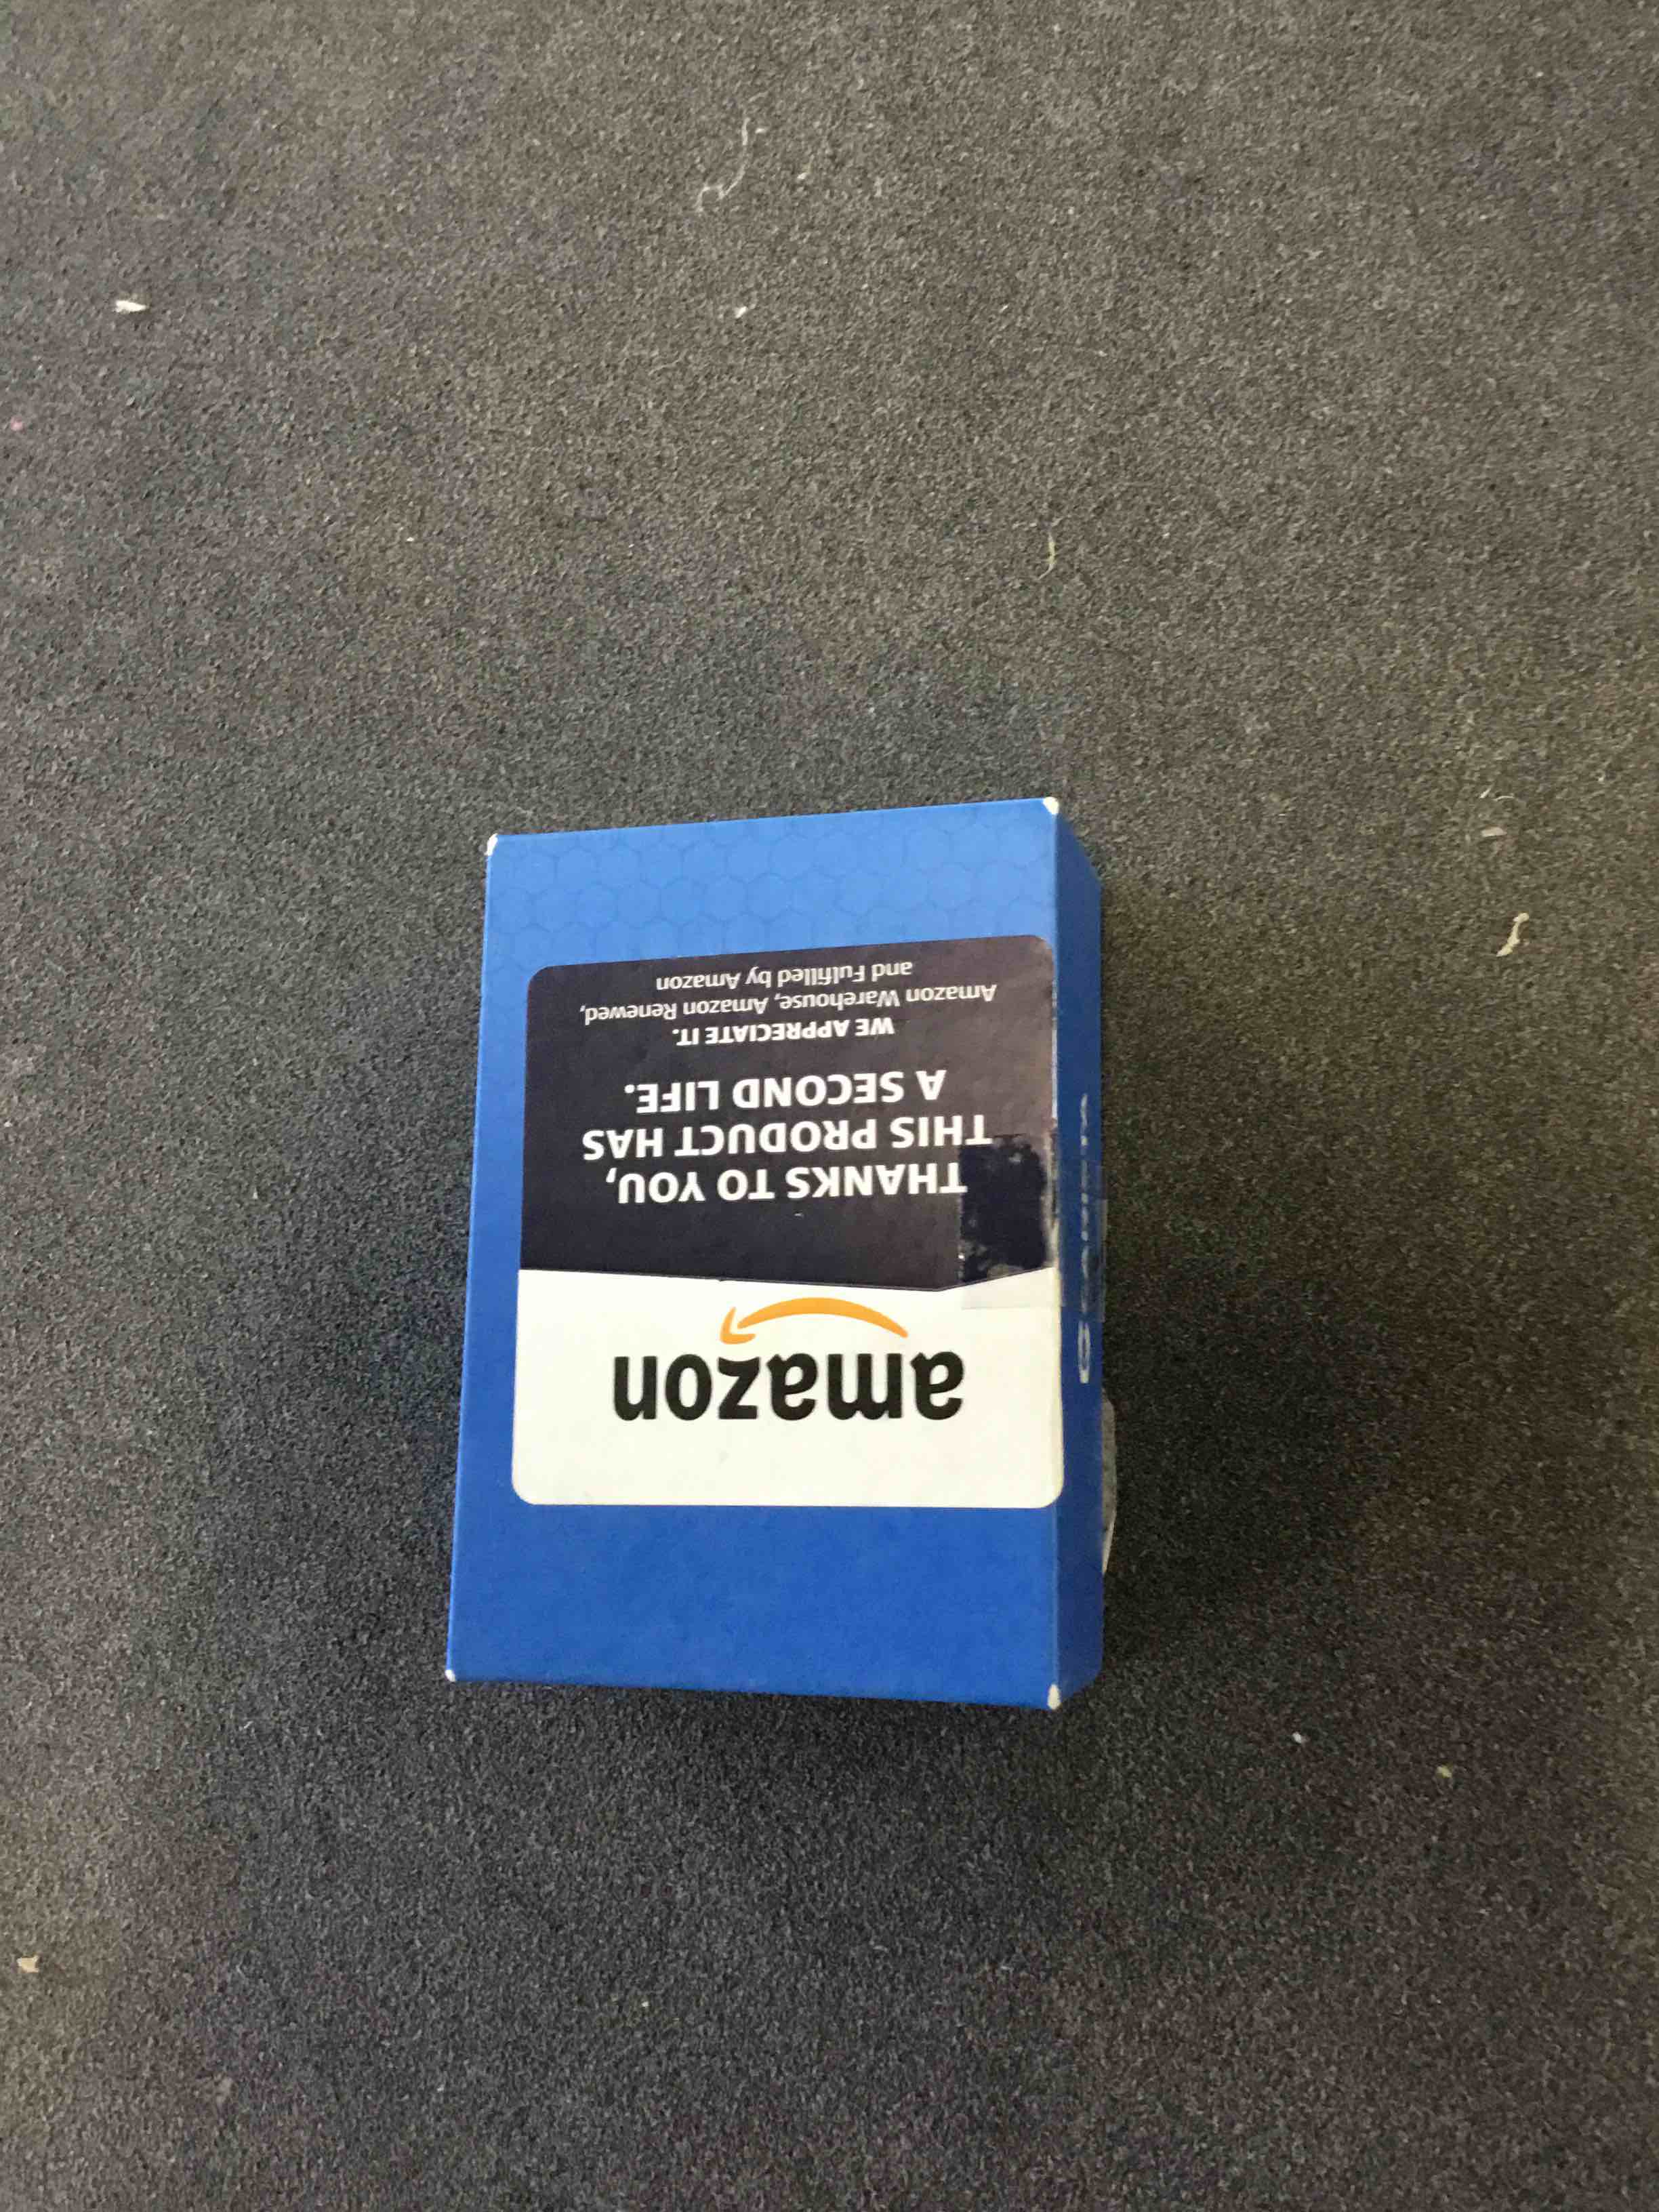 amazon
THANKS TO YOU,
THIS PRODUCT HAS
A SECOND LIFE.
WE APPRECIATE IT.
Amazon Warehouse, Amazon Renewed,
and Fulfilled by Amazon